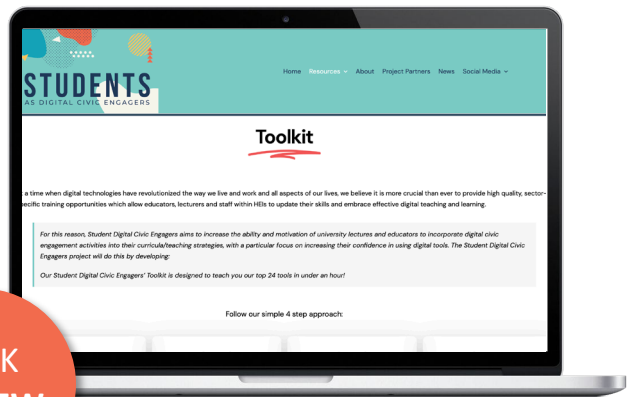 STUDENTS
AS DIGITAL CIVIC ENGAGERS
Home Resources About Project Partners News Social Media
Toolkit
a time when digital technologies have revolutionized the way we live and work and all aspects of our lives, we believe it is more crucial than ever to provide high quality, sector-
specific training opportunities which allow educators, lecturers and staff within HEIs to update their skills and embrace effective digital teaching and learning.
For this reason, Student Digital Civic Engagers aims to increase the ability and motivation of university lectures and educators to incorporate digital civic
engagement activities into their curricula/teaching strategies, with a particular focus on increasing their confidence in using digital tools. The Student Digital Civic
Engagers project will do this by developing:
Our Student Digital Civic Engagers' Toolkit is designed to teach you our top 24 tools in under an hour!
Follow our simple 4 step approach:
K